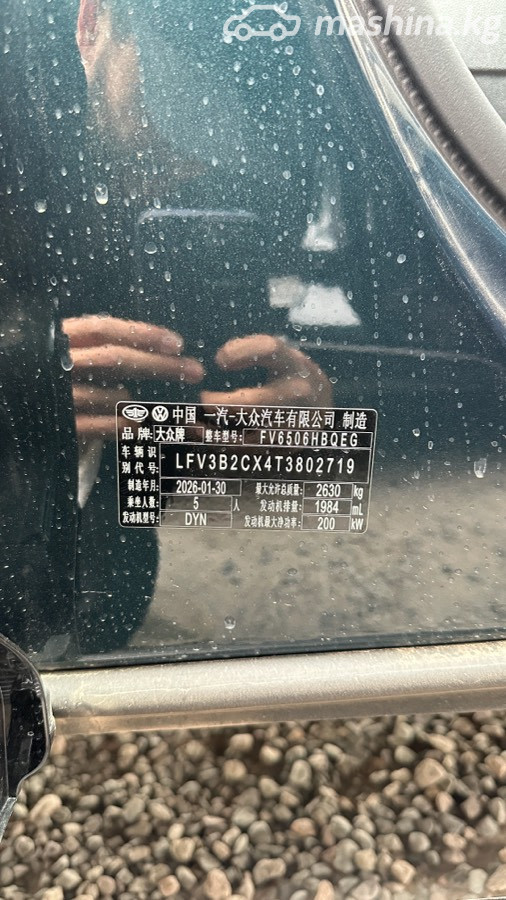 mashina.kg
中国 一汽-大众汽车有限公司 制造
品牌: 大众牌 整车型号: FV6506HBQEG
车辆识别代号: LFV3B2CX4T3802719
制造年月: 2026-01-30 最大允许总质量: 2630 kg
乘坐人数: 5 人 发动机排量: 1984 mL
发动机型号: DYN 发动机最大净功率: 200 kW